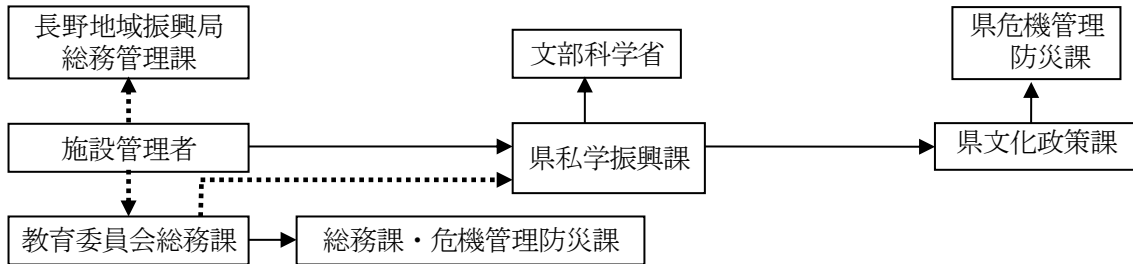 長野地域振興局
総務管理課
文部科学省
県危機管理
防災課
施設管理者
県私学振興課
県文化政策課
教育委員会総務課
総務課・危機管理防災課